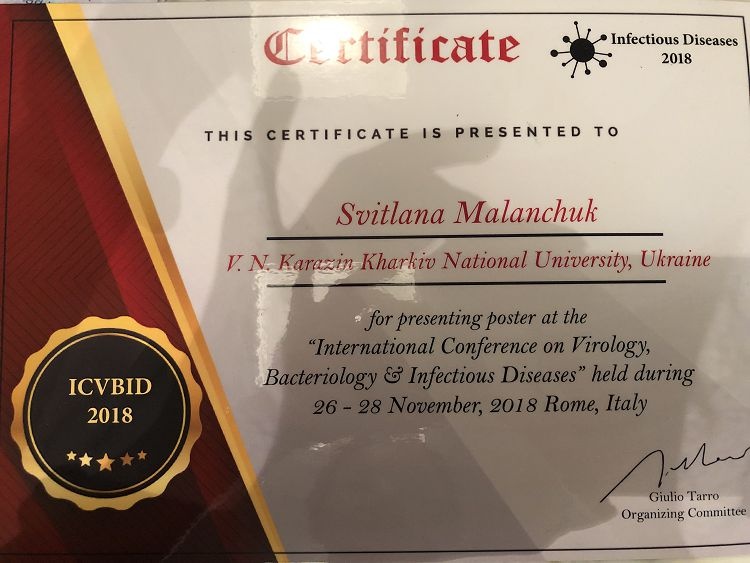 Certificate
Infectious Diseases
2018
THIS CERTIFICATE IS PRESENTED TO
Svitlana Malanchuk
V. N. Karazin Kharkiv National University, Ukraine
for presenting poster at the
“International Conference on Virology,
Bacteriology & Infectious Diseases” held during
26 - 28 November, 2018 Rome, Italy
ICVBID
2018
Giulio Tarro
Organizing Committee